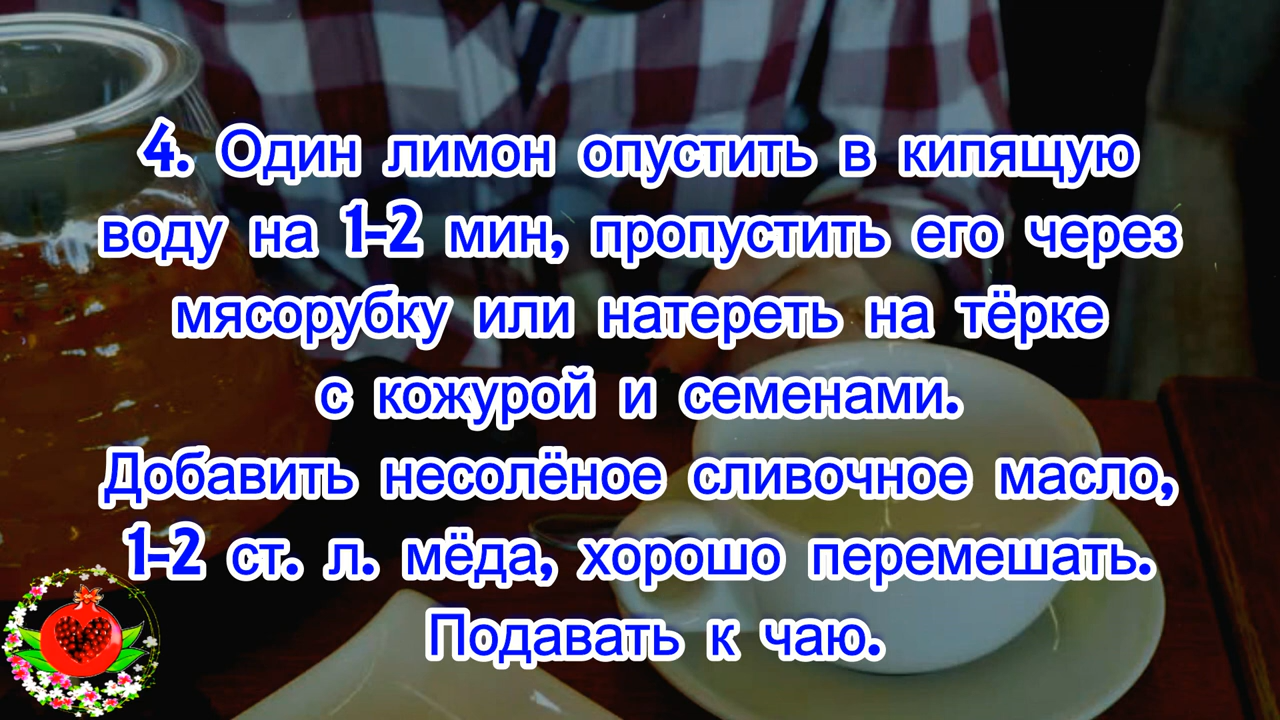 4. Один лимон опустить в кипящую
воду на 1-2 мин, пропустить его через
мясорубку или натереть на тёрке
с кожурой и семенами.
Добавить несолёное сливочное масло,
1-2 ст. л. мёда, хорошо перемешать.
Подавать к чаю.